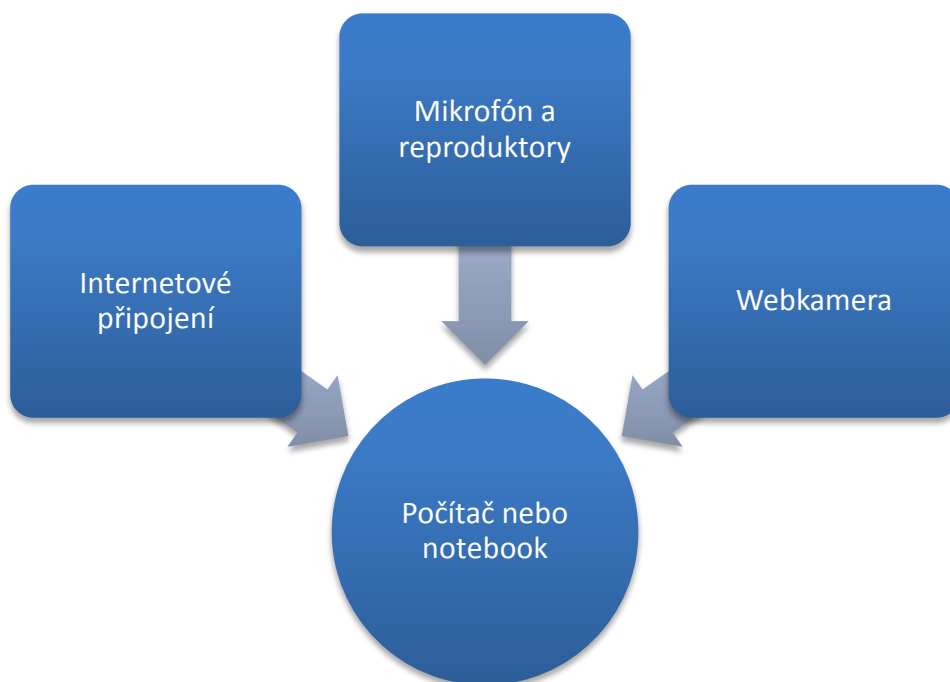 Mikrofón a
reproduktory
Internetové
připojení
Webkamera
Počítač nebo
notebook